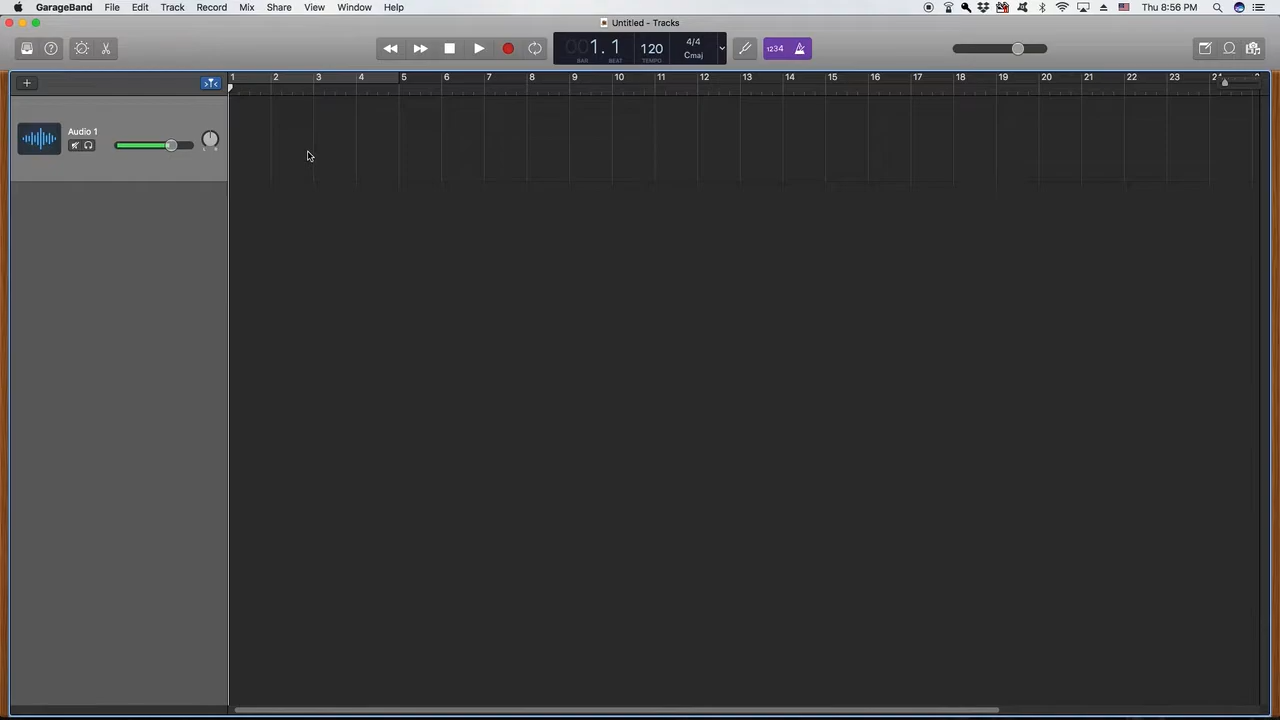 GarageBand File Edit Track Record Mix Share View Window Help Thu 8:56 PM
Untitled - Tracks
001. 1 120 4/4 Cmaj 1234
BAR BEAT TEMPO
1 2 3 4 5 6 7 8 9 10 11 12 13 14 15 16 17 18 19 20 21 22 23
Audio 1